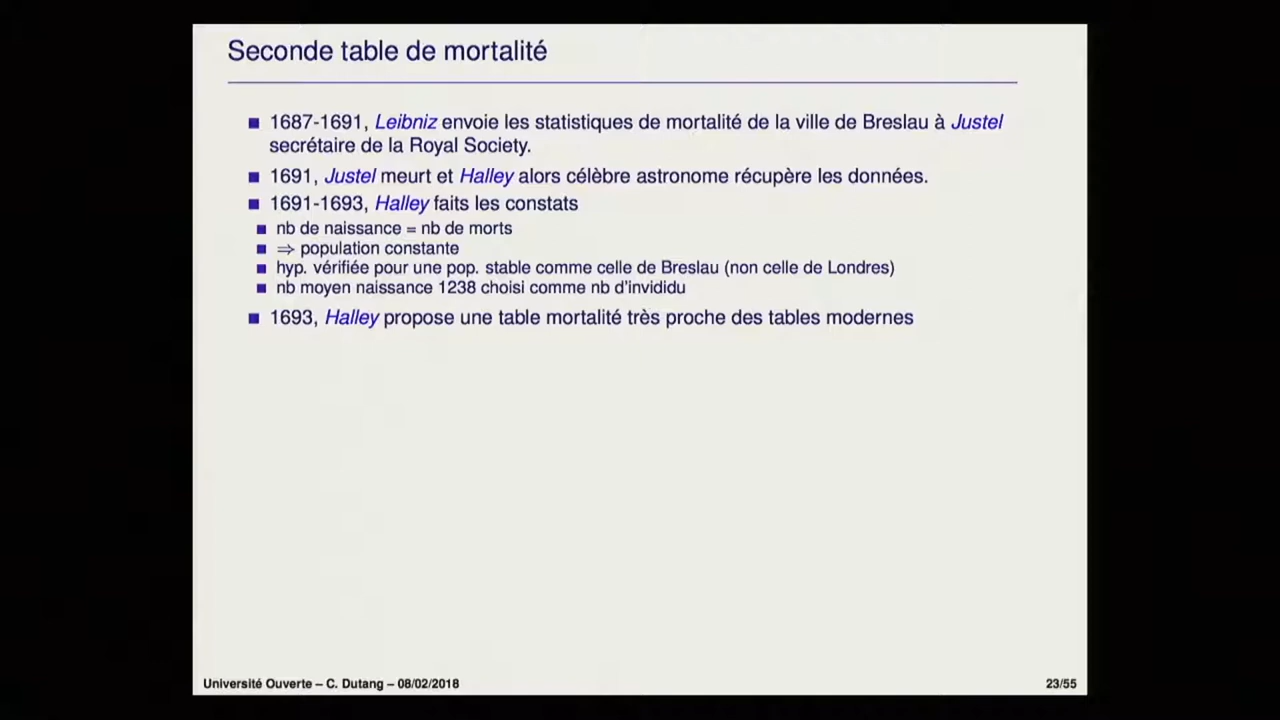 Seconde table de mortalité
1687-1691, Leibniz envoie les statistiques de mortalité de la ville de Breslau à Justel
secrétaire de la Royal Society.
1691, Justel meurt et Halley alors célèbre astronome récupère les données.
1691-1693, Halley faits les constats
nb de naissance = nb de morts
⇒ population constante
hyp. vérifiée pour une pop. stable comme celle de Breslau (non celle de Londres)
nb moyen naissance 1238 choisi comme nb d'invididu
1693, Halley propose une table mortalité très proche des tables modernes
Université Ouverte – C. Dutang – 08/02/2018
23/55